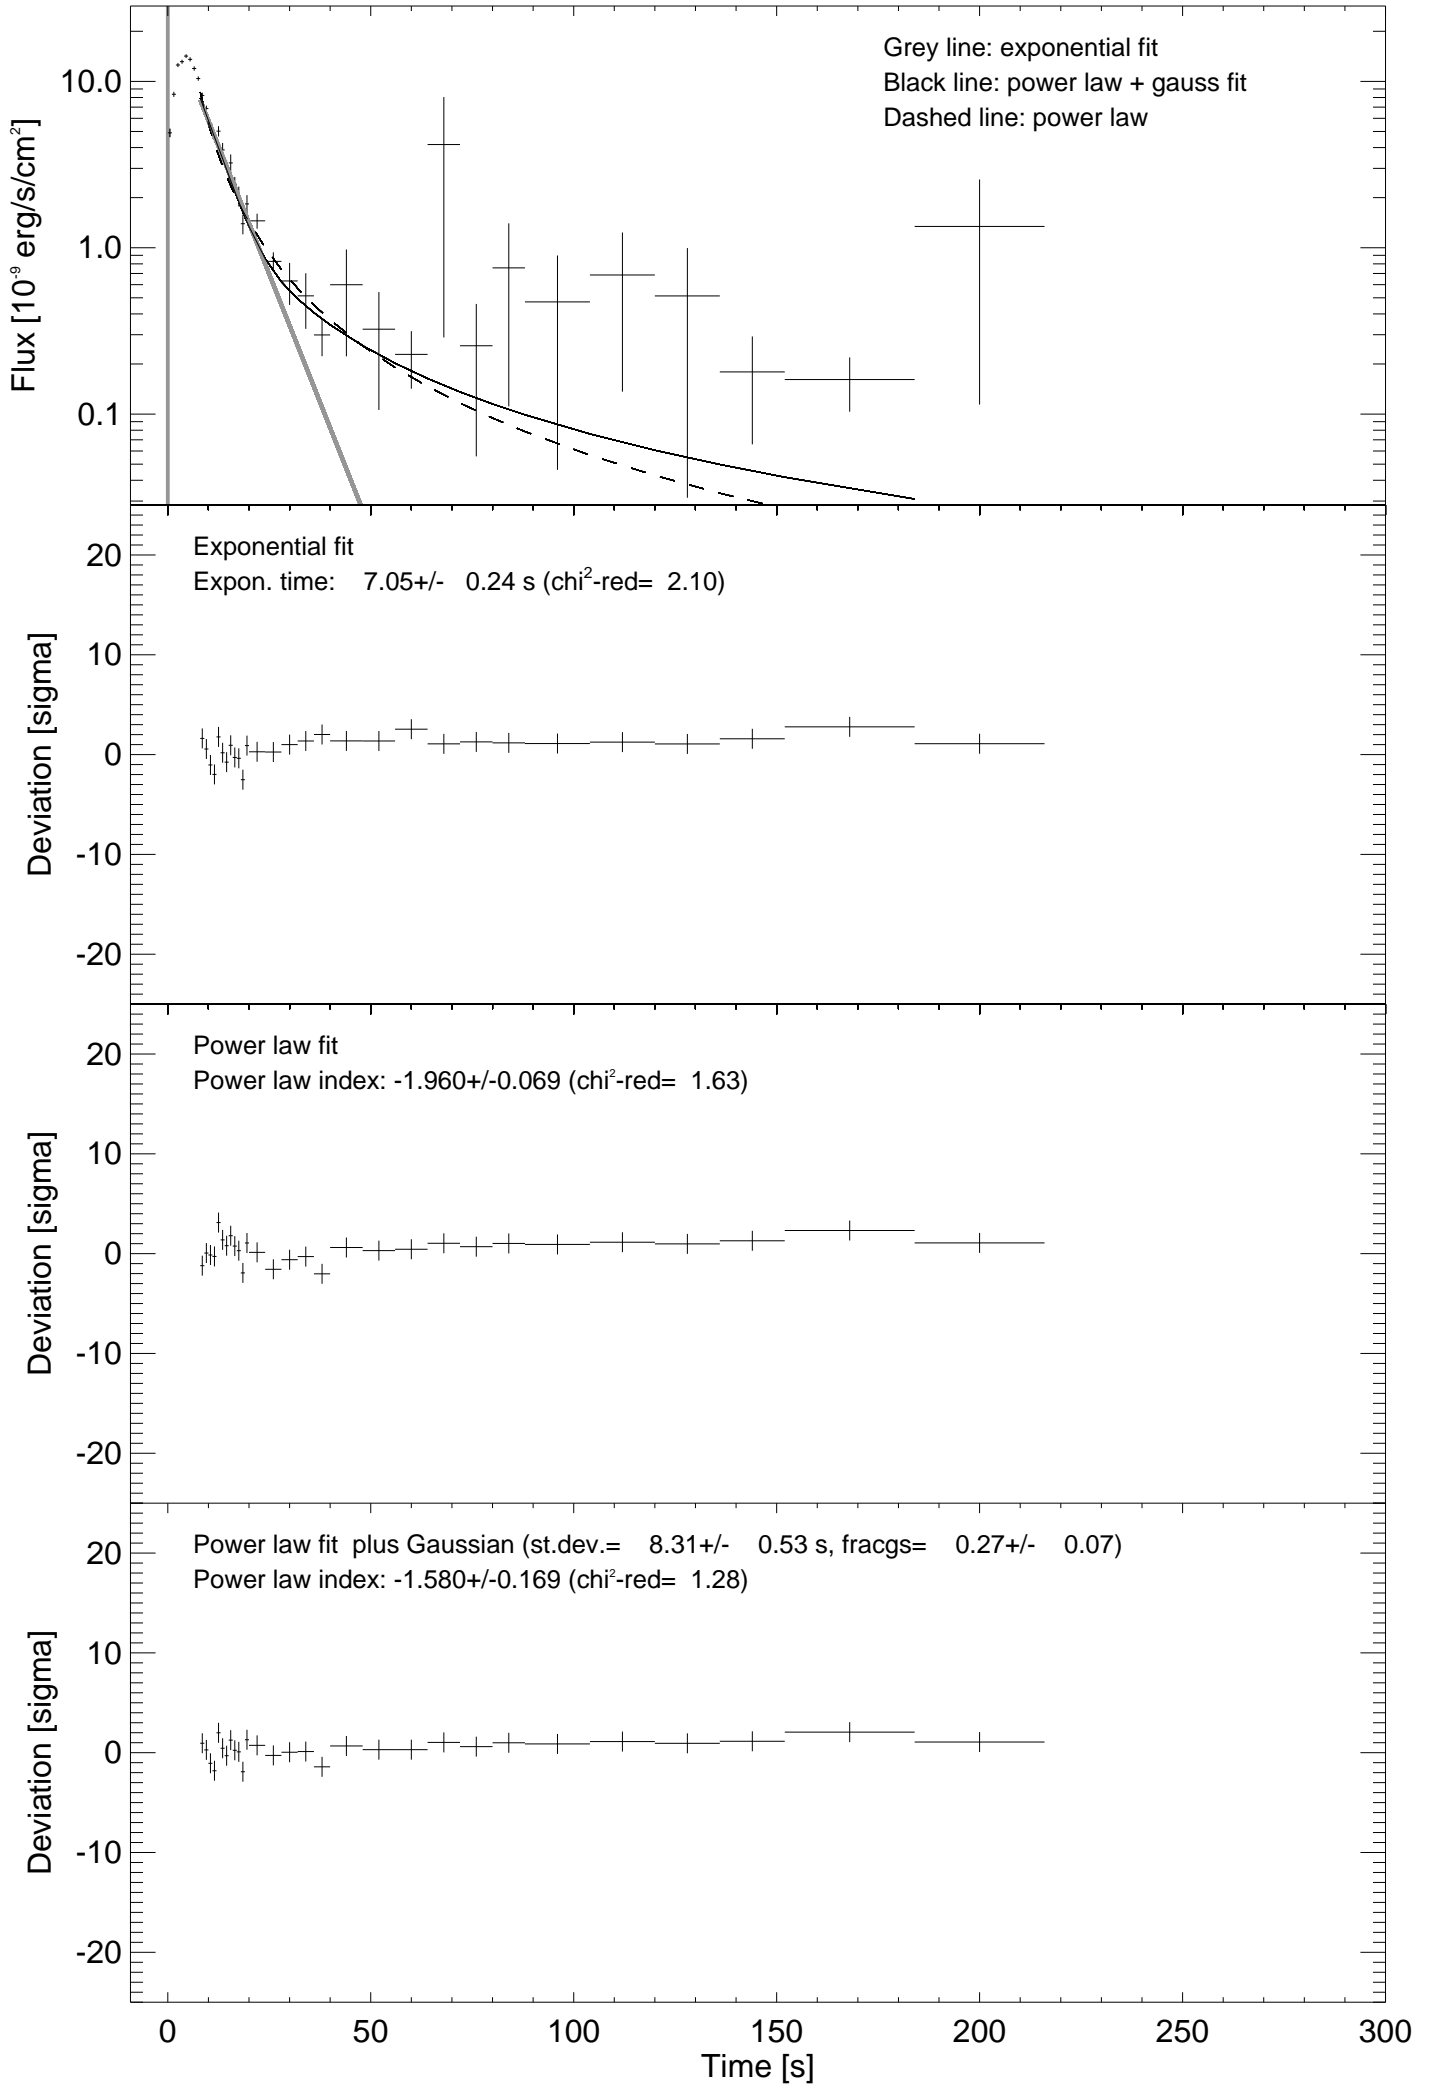 Grey line: exponential fit
Black line: power law + gauss fit
Dashed line: power law
10.0
1.0
0.1
Flux [10⁻⁹ erg/s/cm²]
Exponential fit
Expon. time: 7.05+/- 0.24 s (chi²-red= 2.10)
20
10
0
-10
-20
Deviation [sigma]
Power law fit
Power law index: -1.960+/-0.069 (chi²-red= 1.63)
20
10
0
-10
-20
Deviation [sigma]
Power law fit plus Gaussian (st.dev.= 8.31+/- 0.53 s, fracgs= 0.27+/- 0.07)
Power law index: -1.580+/-0.169 (chi²-red= 1.28)
20
10
0
-10
-20
Deviation [sigma]
0 50 100 150 200 250 300
Time [s]